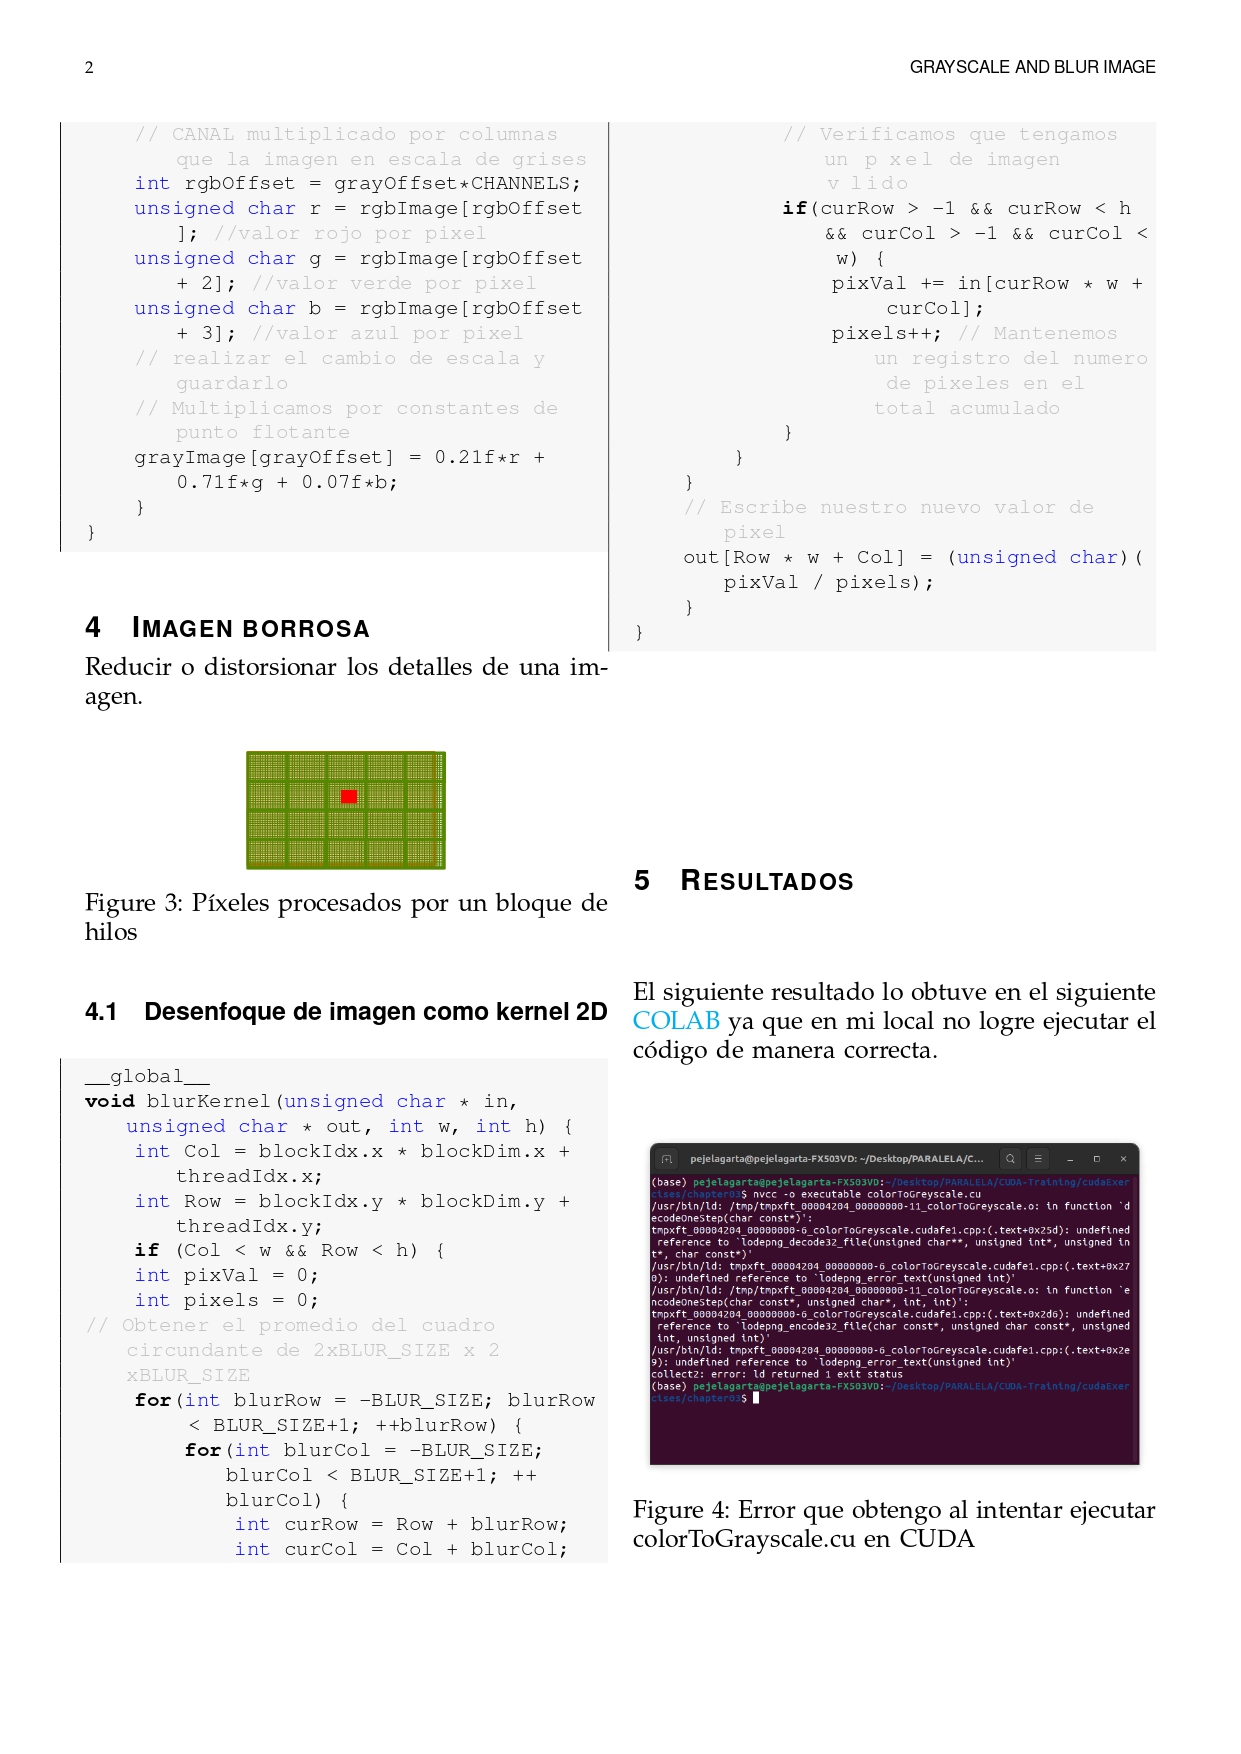 2
GRAYSCALE AND BLUR IMAGE
// CANAL multiplicado por columnas
que la imagen en escala de grises
int rgbOffset = grayOffset*CHANNELS;
unsigned char r = rgbImage[rgbOffset
]; //valor rojo por pixel
unsigned char g = rgbImage[rgbOffset
+ 2]; //valor verde por pixel
unsigned char b = rgbImage[rgbOffset
+ 3]; //valor azul por pixel
// realizar el cambio de escala y
guardarlo
// Multiplicamos por constantes de
punto flotante
grayImage[grayOffset] = 0.21f*r +
0.71f*g + 0.07f*b;
}
}
4 IMAGEN BORROSA
Reducir o distorsionar los detalles de una im-
agen.
Figure 3: Píxeles procesados por un bloque de
hilos
4.1 Desenfoque de imagen como kernel 2D
__global__
void blurKernel(unsigned char * in,
unsigned char * out, int w, int h) {
int Col = blockIdx.x * blockDim.x +
threadIdx.x;
int Row = blockIdx.y * blockDim.y +
threadIdx.y;
if (Col < w && Row < h) {
int pixVal = 0;
int pixels = 0;
// Obtener el promedio del cuadro
circundante de 2xBLUR_SIZE x 2
xBLUR_SIZE
for(int blurRow = -BLUR_SIZE; blurRow
< BLUR_SIZE+1; ++blurRow) {
for(int blurCol = -BLUR_SIZE;
blurCol < BLUR_SIZE+1; ++
blurCol) {
int curRow = Row + blurRow;
int curCol = Col + blurCol;
// Verificamos que tengamos
un p xel de imagen
v lido
if(curRow > -1 && curRow < h
&& curCol > -1 && curCol <
w) {
pixVal += in[curRow * w +
curCol];
pixels++; // Mantenemos
un registro del numero
de pixeles en el
total acumulado
}
}
}
// Escribe nuestro nuevo valor de
pixel
out[Row * w + Col] = (unsigned char)(
pixVal / pixels);
}
}
5 RESULTADOS
El siguiente resultado lo obtuve en el siguiente
COLAB ya que en mi local no logre ejecutar el
código de manera correcta.
pejelagarta@pejelagarta-FX503VD: ~/Desktop/PARALELA/C...
(base) pejelagarta@pejelagarta-FX503VD:~/Desktop/PARALELA/CUDA-Training/cudaExer
cises/chapter03$ nvcc -o executable colorToGreyscale.cu
/usr/bin/ld: /tmp/tmpxft_00004204_00000000-11_colorToGreyscale.o: in function `d
ecodeOneStep(char const*)':
tmpxft_00004204_00000000-6_colorToGreyscale.cudafe1.cpp:(.text+0x25d): undefined
reference to `lodepng_decode32_file(unsigned char**, unsigned int*, unsigned in
t*, char const*)'
/usr/bin/ld: tmpxft_00004204_00000000-6_colorToGreyscale.cudafe1.cpp:(.text+0x27
0): undefined reference to `lodepng_error_text(unsigned int)'
/usr/bin/ld: /tmp/tmpxft_00004204_00000000-11_colorToGreyscale.o: in function `e
ncodeOneStep(char const*, unsigned char*, int, int)':
tmpxft_00004204_00000000-6_colorToGreyscale.cudafe1.cpp:(.text+0x2d6): undefined
reference to `lodepng_encode32_file(char const*, unsigned char const*, unsigned
int, unsigned int)'
/usr/bin/ld: tmpxft_00004204_00000000-6_colorToGreyscale.cudafe1.cpp:(.text+0x2e
9): undefined reference to `lodepng_error_text(unsigned int)'
collect2: error: ld returned 1 exit status
(base) pejelagarta@pejelagarta-FX503VD:~/Desktop/PARALELA/CUDA-Training/cudaExer
cises/chapter03$
Figure 4: Error que obtengo al intentar ejecutar
colorToGrayscale.cu en CUDA